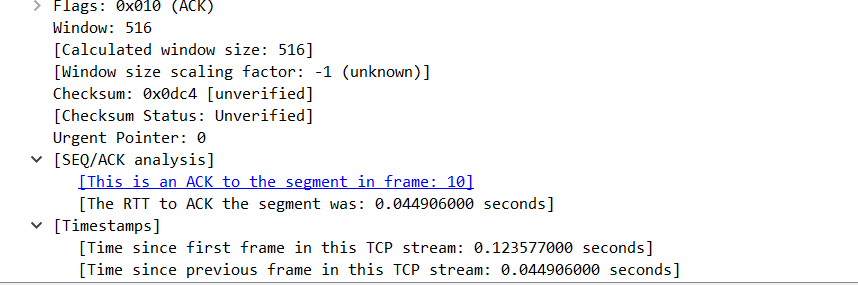 Flags: 0x010 (ACK)
Window: 516
[Calculated window size: 516]
[Window size scaling factor: -1 (unknown)]
Checksum: 0x0dc4 [unverified]
[Checksum Status: Unverified]
Urgent Pointer: 0
[SEQ/ACK analysis]
[This is an ACK to the segment in frame: 10]
[The RTT to ACK the segment was: 0.044906000 seconds]
[Timestamps]
[Time since first frame in this TCP stream: 0.123577000 seconds]
[Time since previous frame in this TCP stream: 0.044906000 seconds]